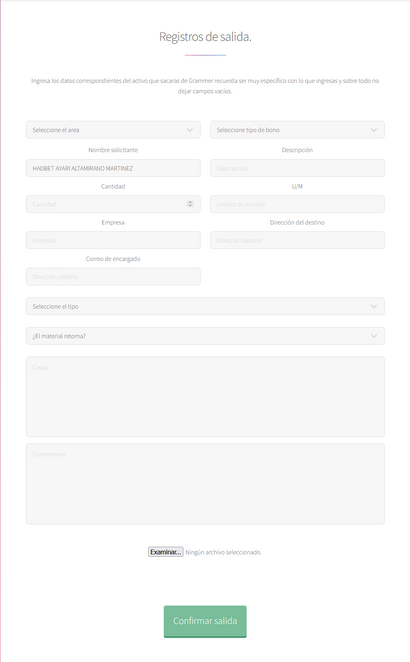 Registros de salida.
Ingresa los datos correspondientes del activo que sacaras de Grammer recuerda ser muy especifico con lo que ingresas y sobre todo no
dejar campos vacíos.
Seleccione el area
Seleccione tipo de bono
Nombre solicitante
Descripción
HADBET AYARI ALTAMIRANO MARTINEZ
Descripción
Cantidad
U/M
Cantidad
Unidad de medida
Empresa
Dirección del destino
Empresa
Dirección destino
Correo de encargado
Dirección destino
Seleccione el tipo
¿El material retorna?
Causa
Comentarios
Examinar... Ningún archivo seleccionado.
Confirmar salida